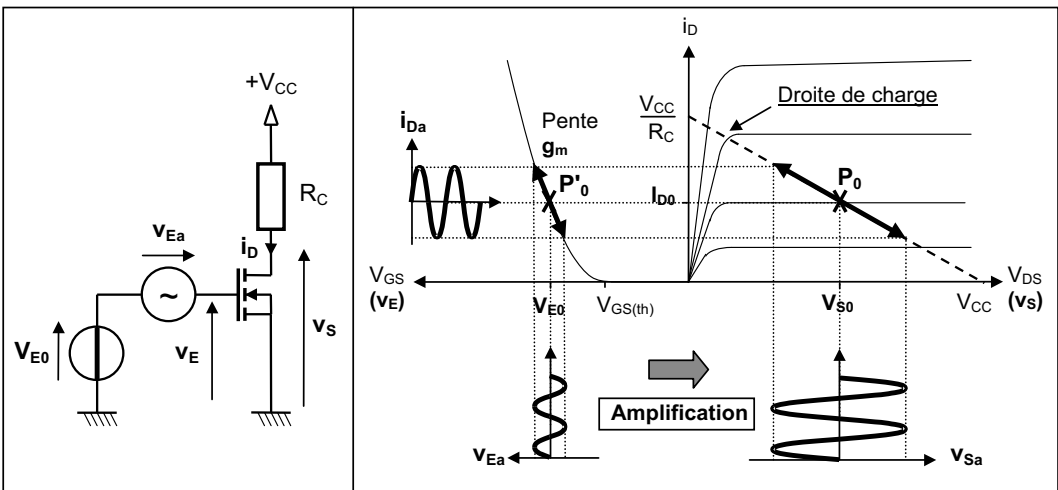 +V_CC
R_C
v_Ea
i_D
~
V_E0
v_E
v_S
i_D
V_CC
R_C
Droite de charge
i_Da
Pente
g_m
P'_0
P_0
I_D0
V_GS
(v_E)
V_E0
V_GS(th)
V_S0
V_CC
V_DS
(v_S)
Amplification
v_Ea
v_Sa